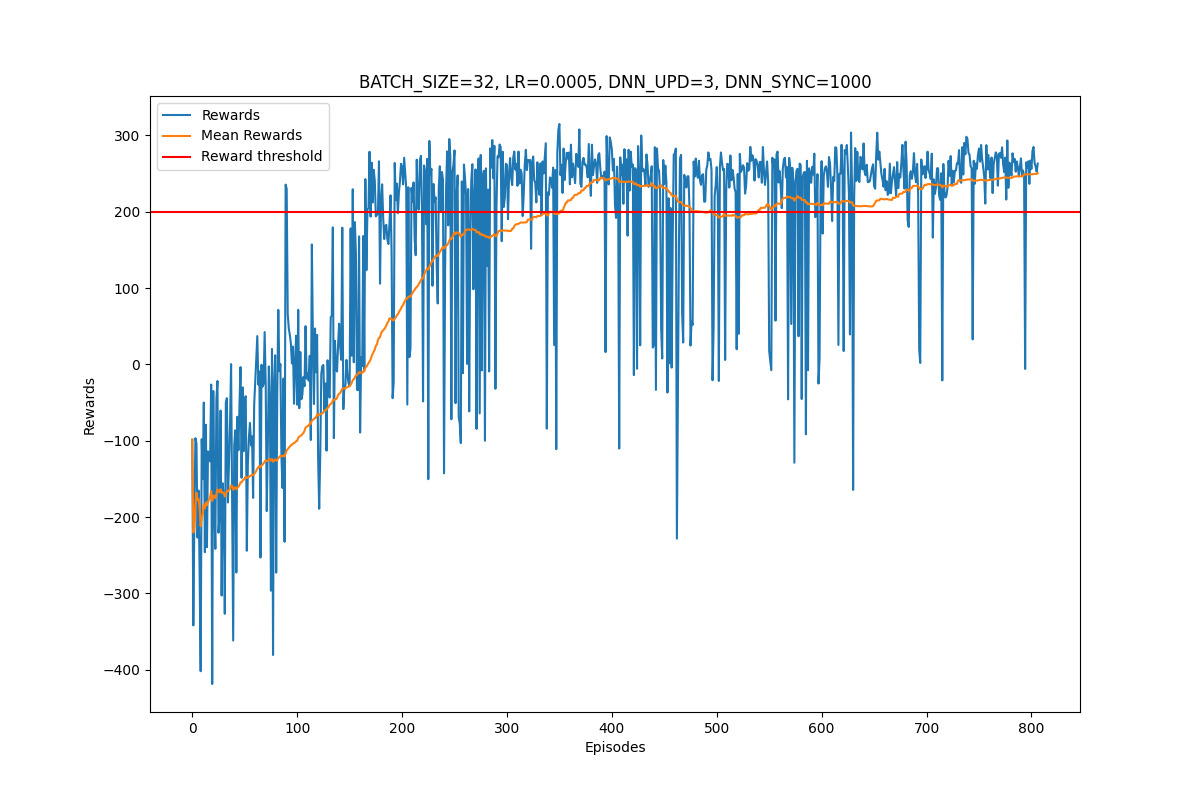 BATCH_SIZE=32, LR=0.0005, DNN_UPD=3, DNN_SYNC=1000
Rewards
Mean Rewards
Reward threshold
300
200
100
0
−100
−200
−300
−400
Rewards
0 100 200 300 400 500 600 700 800
Episodes